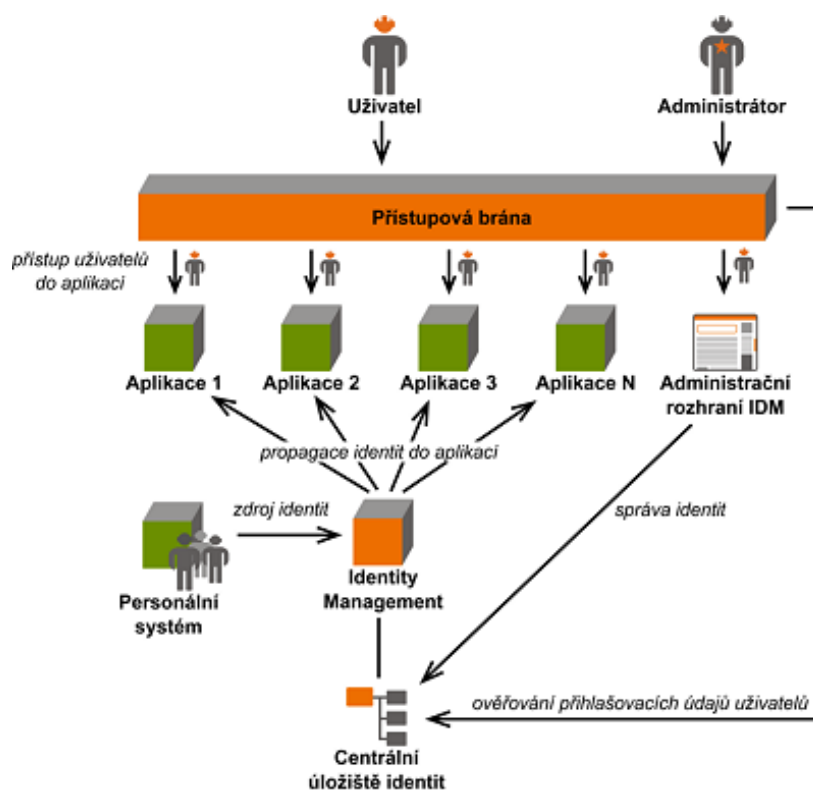 Uživatel
Administrátor
Přístupová brána
přístup uživatelů
do aplikací
Aplikace 1
Aplikace 2
Aplikace 3
Aplikace N
Administrační
rozhraní IDM
propagace identit do aplikací
zdroj identit
správa identit
Personální
systém
Identity
Management
ověřování přihlašovacích údajů uživatelů
Centrální
úložiště identit